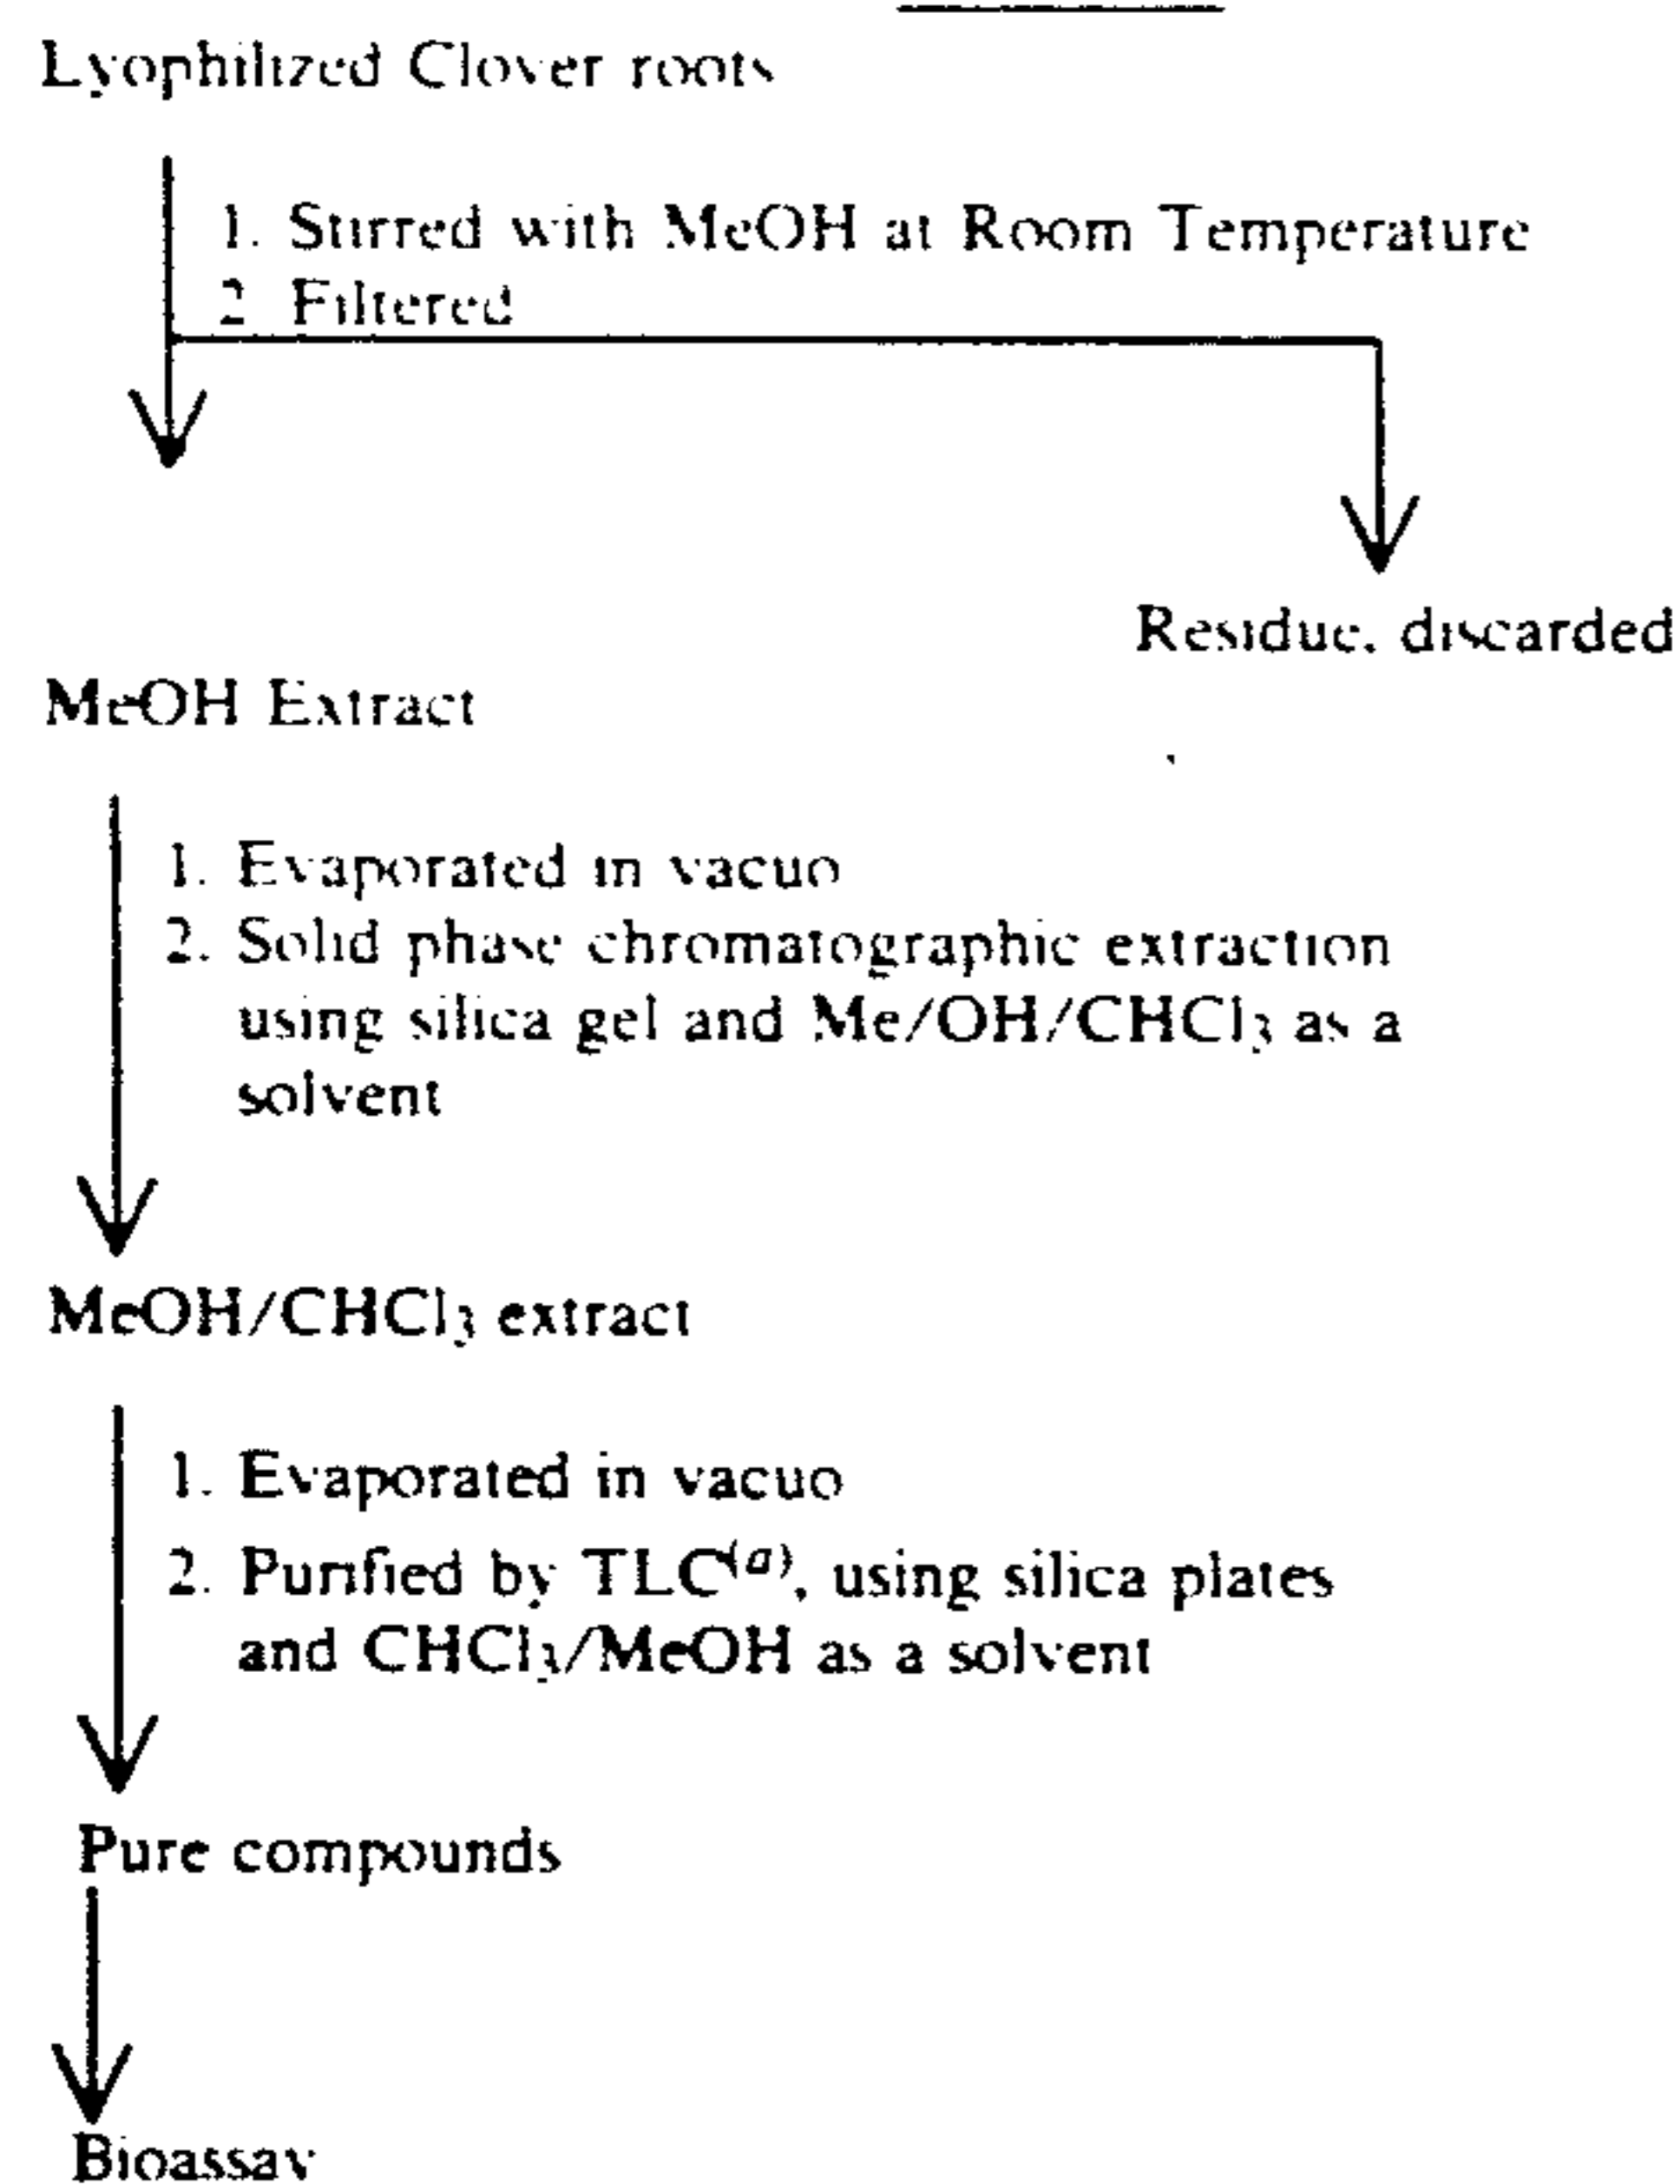 Lyophilized Clover roots
1. Stirred with MeOH at Room Temperature
2. Filtered
Residue, discarded
MeOH Extract
1. Evaporated in vacuo
2. Solid phase chromatographic extraction
using silica gel and Me/OH/CHCl₃ as a
solvent
MeOH/CHCl₃ extract
1. Evaporated in vacuo
2. Purified by TLC⁽ᵃ⁾, using silica plates
and CHCl₃/MeOH as a solvent
Pure compounds
Bioassay